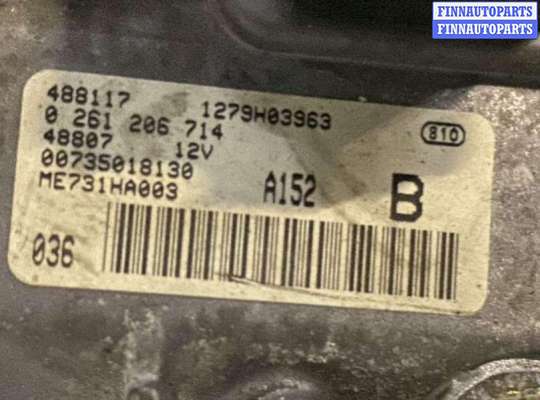 FINNAUTOPARTS
FINNAUTOPARTS
488117 1279H03963
0 261 206 714
810
48807 12V
00735018130
ME731HA003 A152 B
036